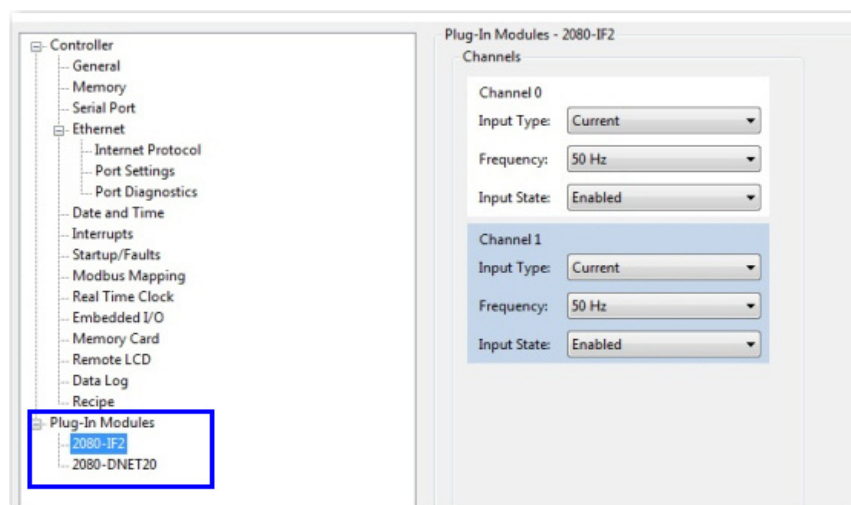 Controller
General
Memory
Serial Port
Ethernet
Internet Protocol
Port Settings
Port Diagnostics
Date and Time
Interrupts
Startup/Faults
Modbus Mapping
Real Time Clock
Embedded I/O
Memory Card
Remote LCD
Data Log
Recipe
Plug-In Modules
2080-IF2
2080-DNET20
Plug-In Modules - 2080-IF2
Channels
Channel 0
Input Type: Current
Frequency: 50 Hz
Input State: Enabled
Channel 1
Input Type: Current
Frequency: 50 Hz
Input State: Enabled